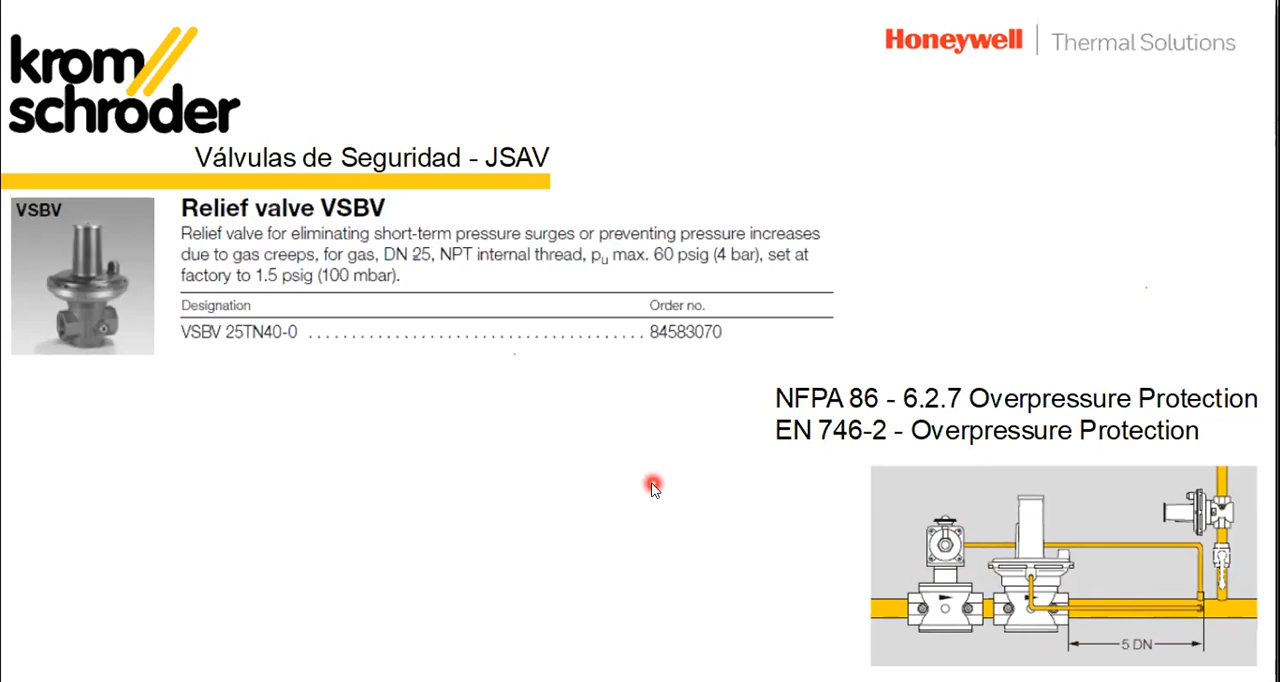 krom
schroder
Honeywell | Thermal Solutions
Válvulas de Seguridad - JSAV
VSBV
Relief valve VSBV
Relief valve for eliminating short-term pressure surges or preventing pressure increases
due to gas creeps, for gas, DN 25, NPT internal thread, pu max. 60 psig (4 bar), set at
factory to 1.5 psig (100 mbar).
Designation Order no.
VSBV 25TN40-0 ........................................ 84583070
NFPA 86 - 6.2.7 Overpressure Protection
EN 746-2 - Overpressure Protection
5 DN